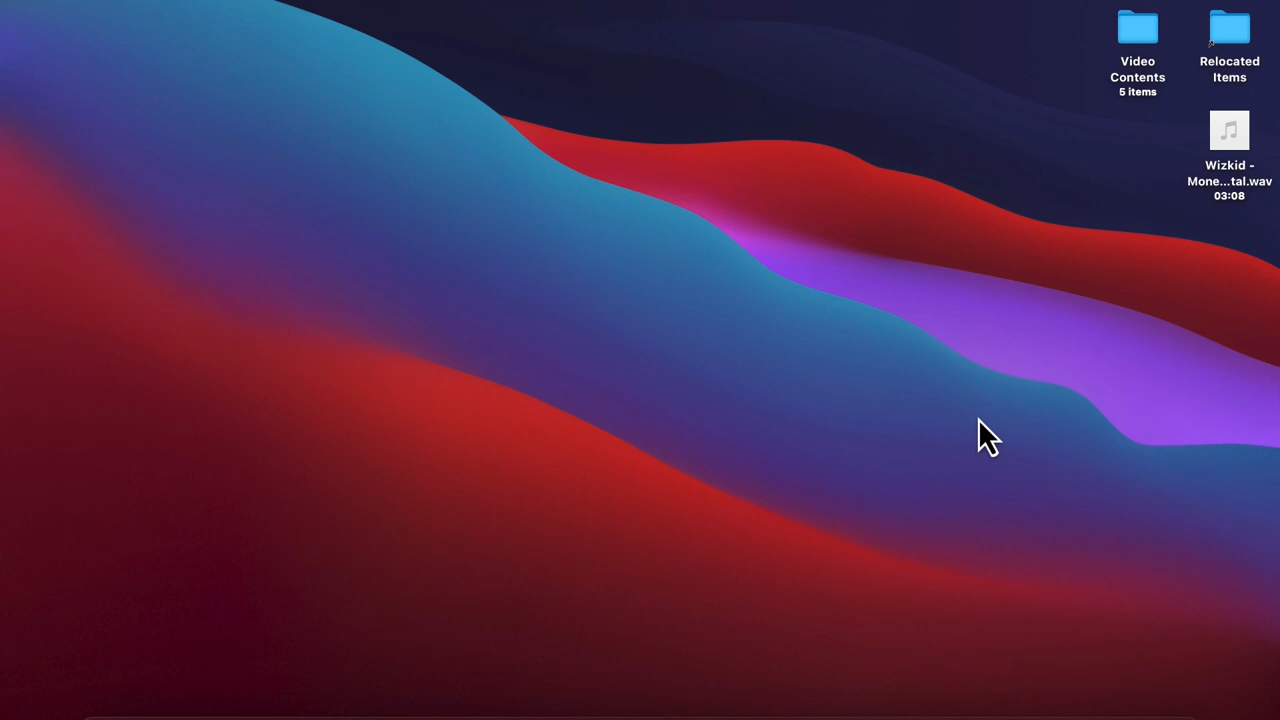 Video
Contents
5 items
Relocated
Items
Wizkid -
Mone...tal.wav
03:08